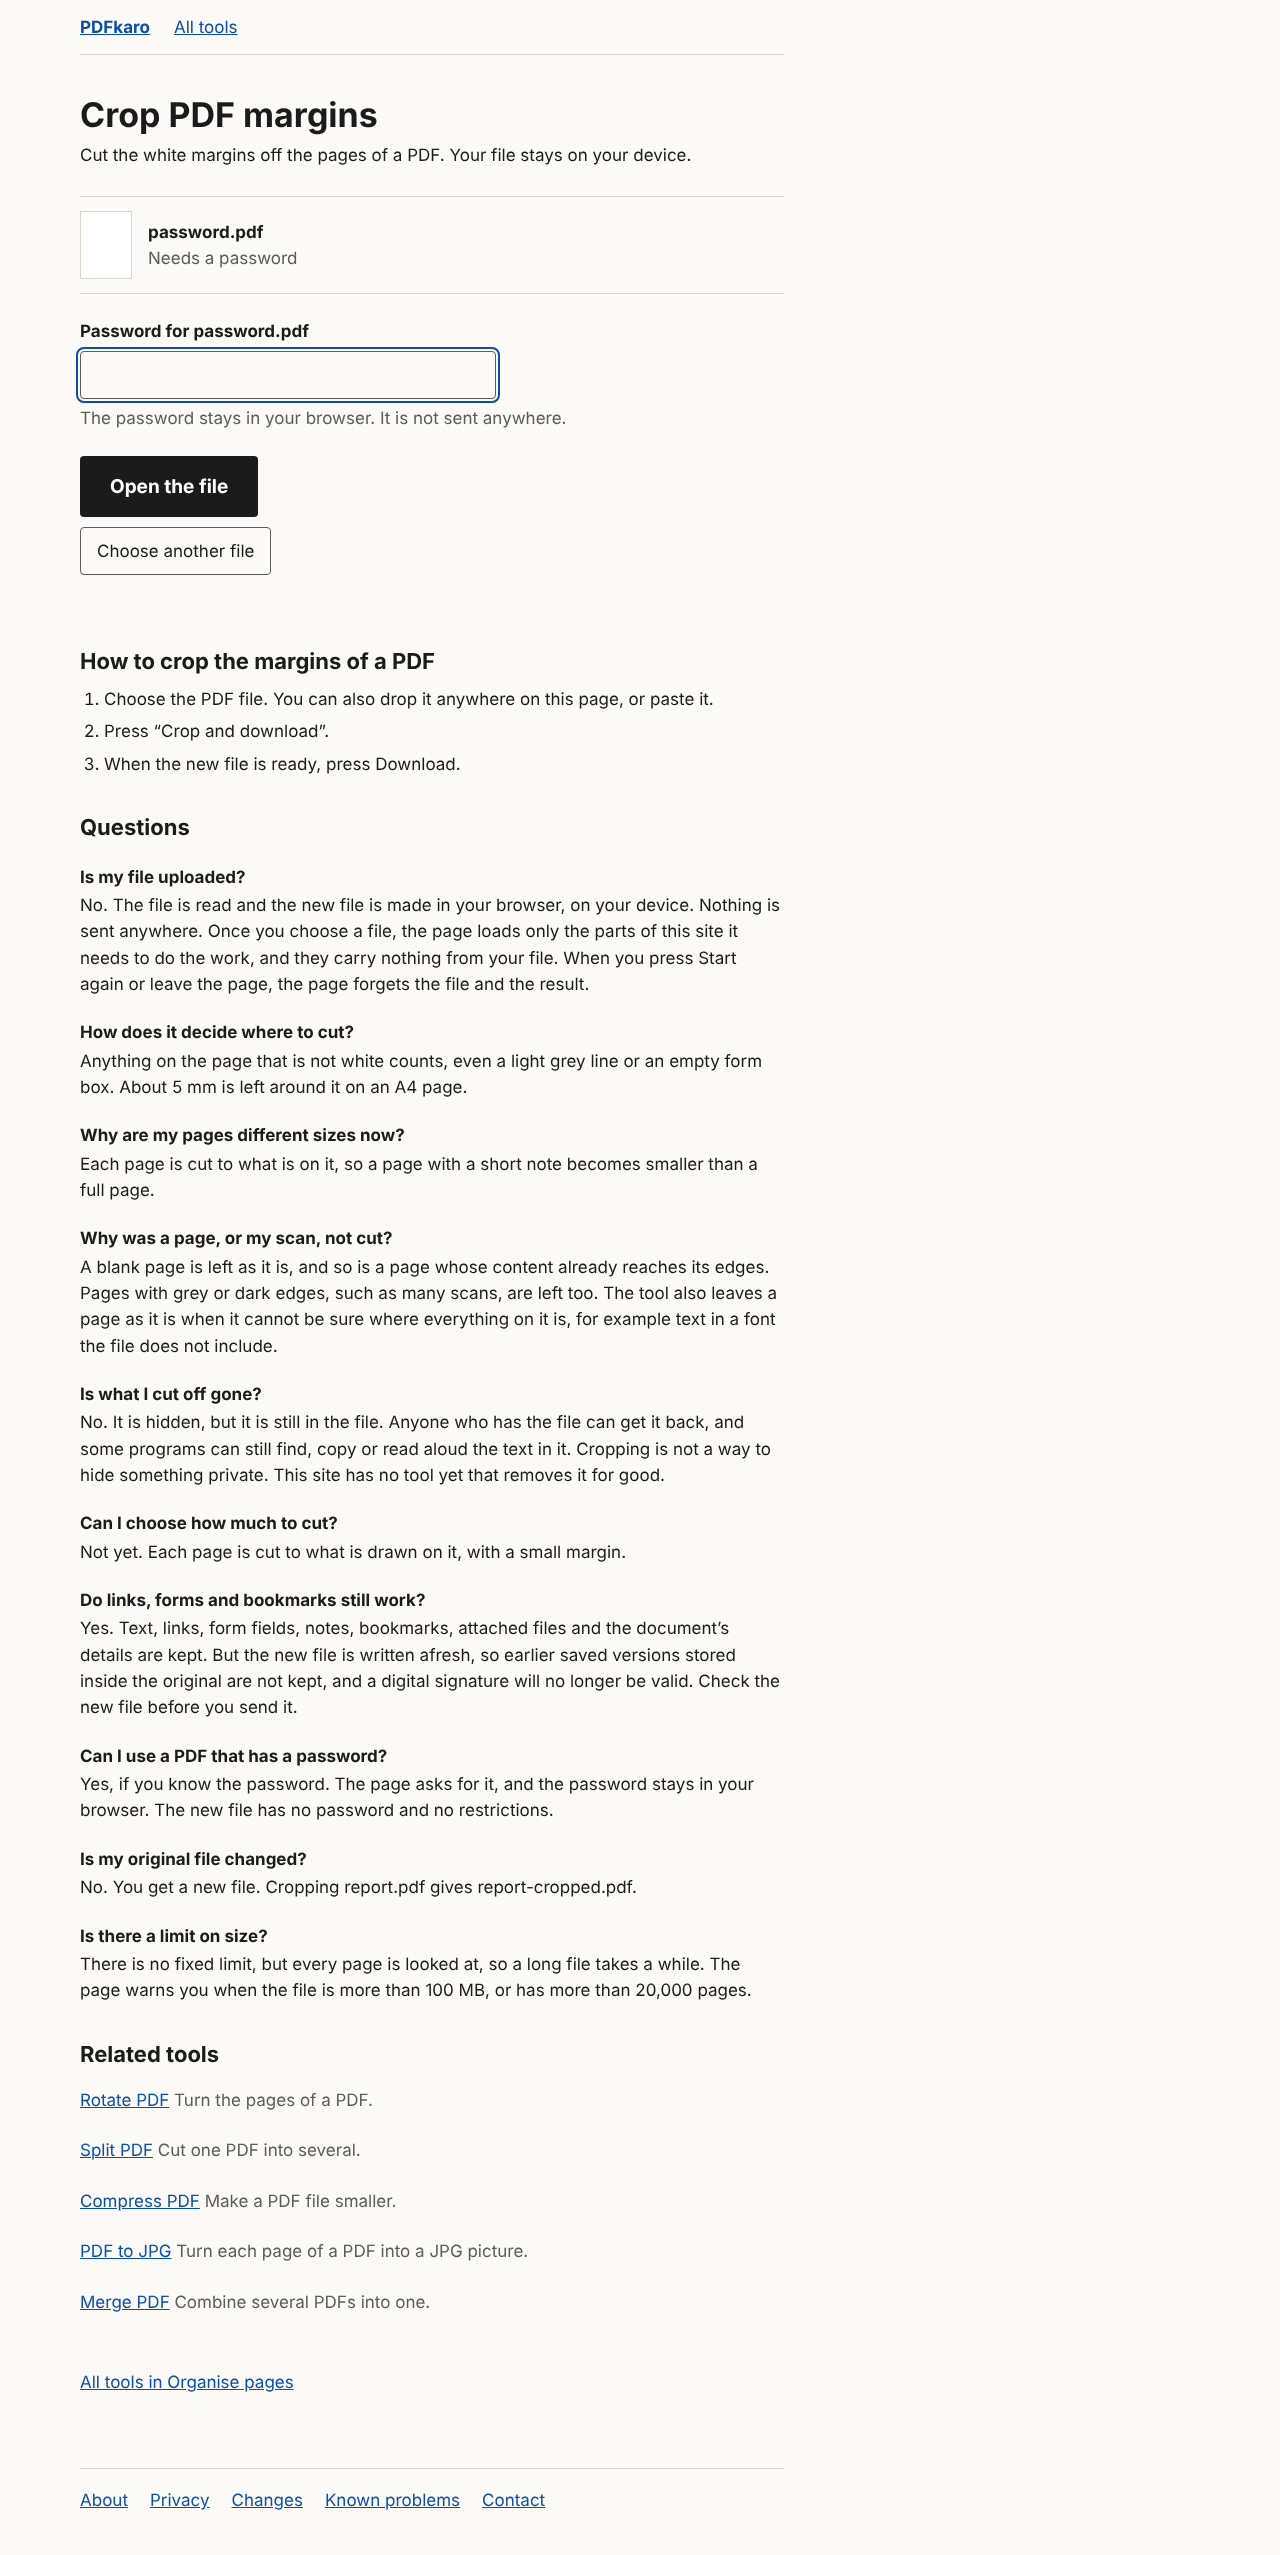 PDFkaro All tools
Crop PDF margins
Cut the white margins off the pages of a PDF. Your file stays on your device.
password.pdf
Needs a password
Password for password.pdf
The password stays in your browser. It is not sent anywhere.
Open the file
Choose another file
How to crop the margins of a PDF
1. Choose the PDF file. You can also drop it anywhere on this page, or paste it.
2. Press “Crop and download”.
3. When the new file is ready, press Download.
Questions
Is my file uploaded?
No. The file is read and the new file is made in your browser, on your device. Nothing is
sent anywhere. Once you choose a file, the page loads only the parts of this site it
needs to do the work, and they carry nothing from your file. When you press Start
again or leave the page, the page forgets the file and the result.
How does it decide where to cut?
Anything on the page that is not white counts, even a light grey line or an empty form
box. About 5 mm is left around it on an A4 page.
Why are my pages different sizes now?
Each page is cut to what is on it, so a page with a short note becomes smaller than a
full page.
Why was a page, or my scan, not cut?
A blank page is left as it is, and so is a page whose content already reaches its edges.
Pages with grey or dark edges, such as many scans, are left too. The tool also leaves a
page as it is when it cannot be sure where everything on it is, for example text in a font
the file does not include.
Is what I cut off gone?
No. It is hidden, but it is still in the file. Anyone who has the file can get it back, and
some programs can still find, copy or read aloud the text in it. Cropping is not a way to
hide something private. This site has no tool yet that removes it for good.
Can I choose how much to cut?
Not yet. Each page is cut to what is drawn on it, with a small margin.
Do links, forms and bookmarks still work?
Yes. Text, links, form fields, notes, bookmarks, attached files and the document’s
details are kept. But the new file is written afresh, so earlier saved versions stored
inside the original are not kept, and a digital signature will no longer be valid. Check the
new file before you send it.
Can I use a PDF that has a password?
Yes, if you know the password. The page asks for it, and the password stays in your
browser. The new file has no password and no restrictions.
Is my original file changed?
No. You get a new file. Cropping report.pdf gives report-cropped.pdf.
Is there a limit on size?
There is no fixed limit, but every page is looked at, so a long file takes a while. The
page warns you when the file is more than 100 MB, or has more than 20,000 pages.
Related tools
Rotate PDF Turn the pages of a PDF.
Split PDF Cut one PDF into several.
Compress PDF Make a PDF file smaller.
PDF to JPG Turn each page of a PDF into a JPG picture.
Merge PDF Combine several PDFs into one.
All tools in Organise pages
About Privacy Changes Known problems Contact